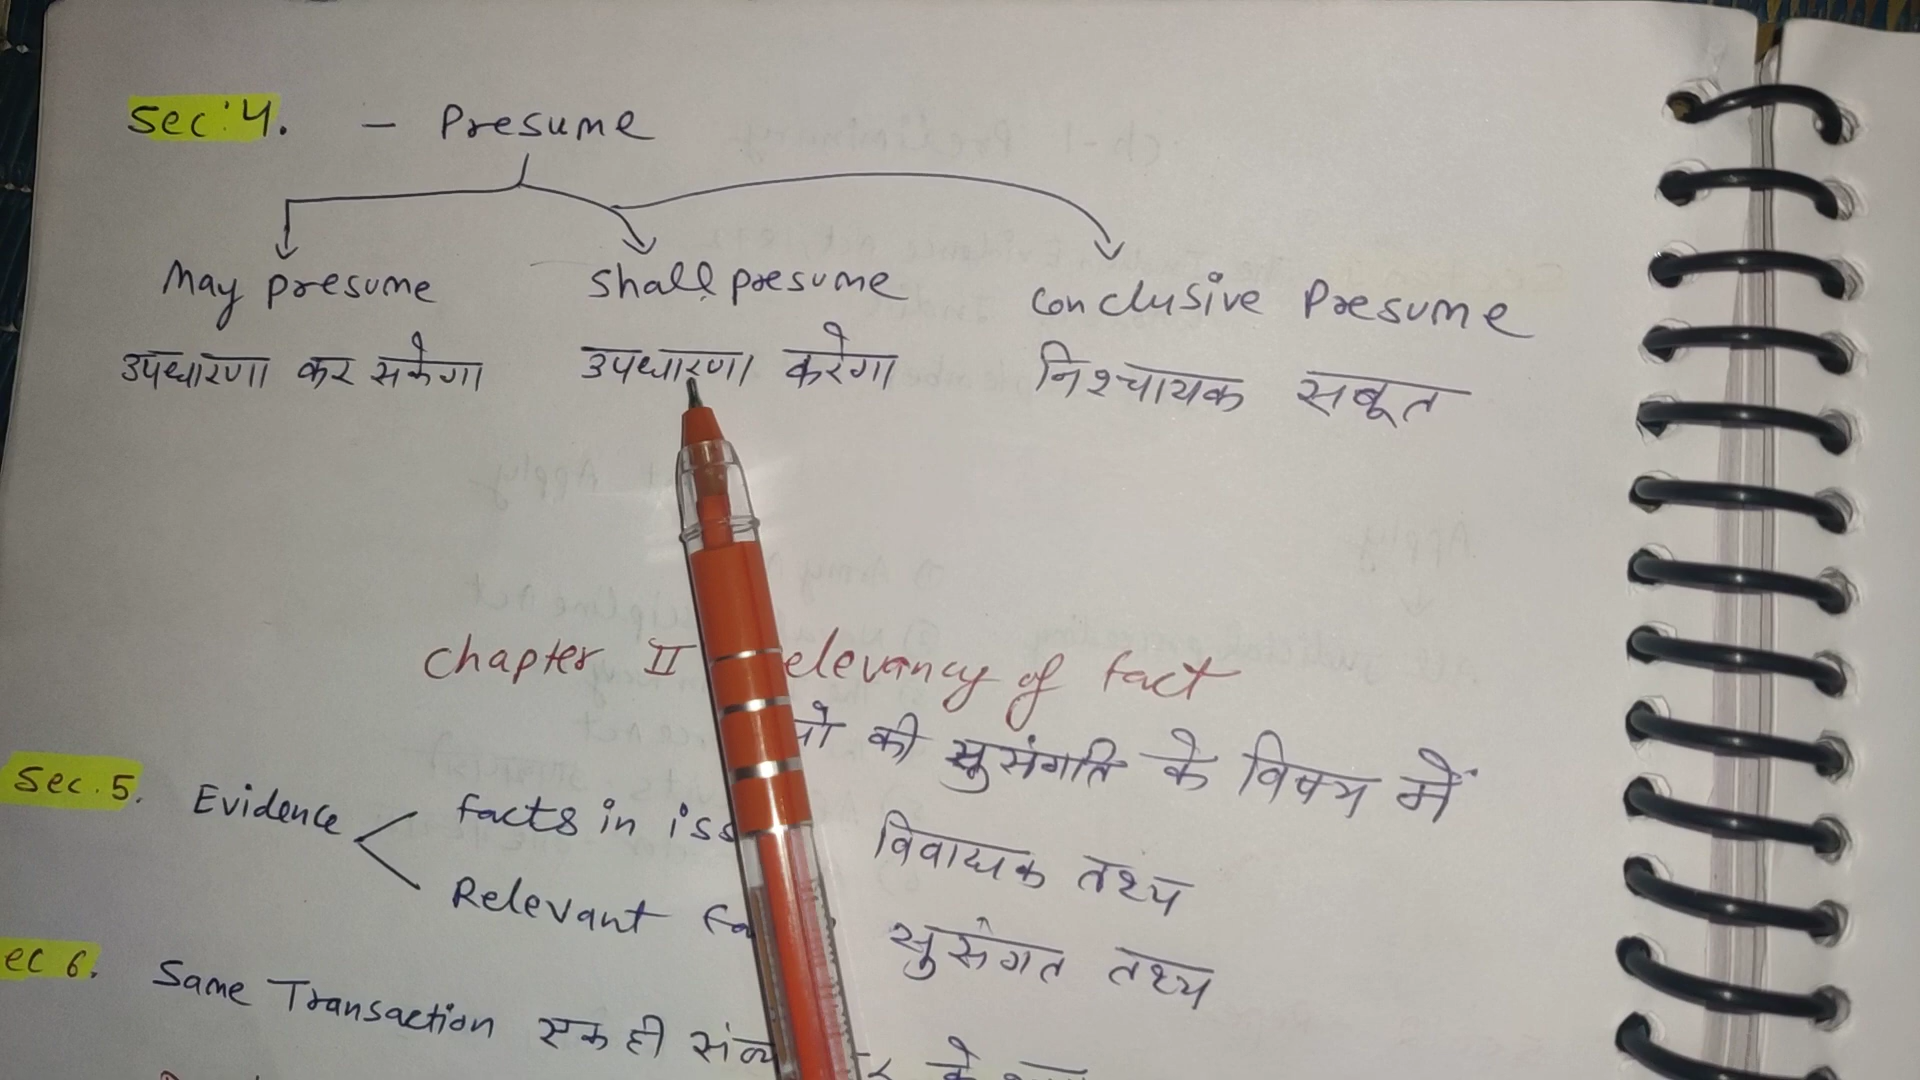 Sec:4. - Presume
May presume shall presume conclusive Presume
उपधारणा कर सकेगा उपधारणा करेगा निश्चायक सबूत
chapter II relevancy of fact
की सुसंगति के विषय में
Sec. 5. Evidence facts in विवाद्यक तथ्य
Relevant सुसंगत तथ्य
ec 6. Same Transaction एक ही